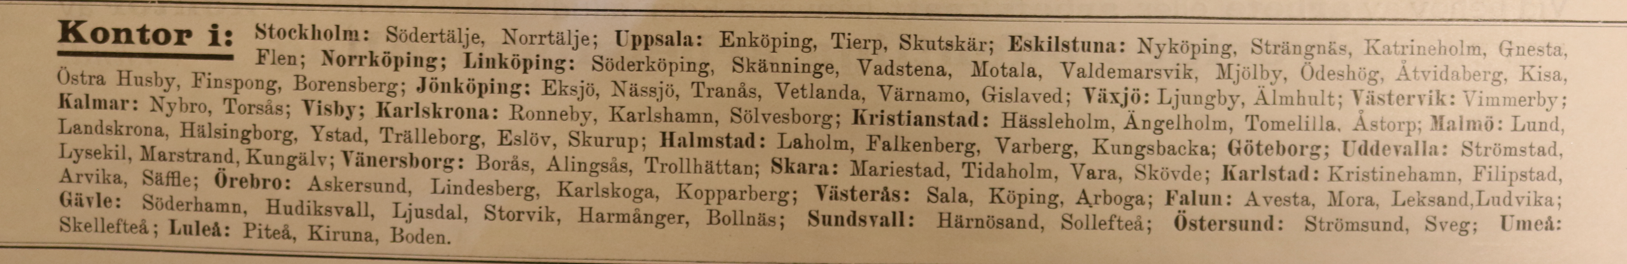 Kontor i: Stockholm: Södertälje, Norrtälje; Uppsala: Enköping, Tierp, Skutskär; Eskilstuna: Nyköping, Strängnäs, Katrineholm, Gnesta,
Flen; Norrköping; Linköping: Söderköping, Skänninge, Vadstena, Motala, Valdemarsvik, Mjölby, Ödeshög, Åtvidaberg, Kisa,
Östra Husby, Finspong, Borensberg; Jönköping: Eksjö, Nässjö, Tranås, Vetlanda, Värnamo, Gislaved; Växjö: Ljungby, Älmhult; Västervik: Vimmerby;
Kalmar: Nybro, Torsås; Visby; Karlskrona: Ronneby, Karlshamn, Sölvesborg; Kristianstad: Hässleholm, Ängelholm, Tomelilla. Åstorp; Malmö: Lund,
Landskrona, Hälsingborg, Ystad, Trälleborg, Eslöv, Skurup; Halmstad: Laholm, Falkenberg, Varberg, Kungsbacka; Göteborg; Uddevalla: Strömstad,
Lysekil, Marstrand, Kungälv; Vänersborg: Borås, Alingsås, Trollhättan; Skara: Mariestad, Tidaholm, Vara, Skövde; Karlstad: Kristinehamn, Filipstad,
Arvika, Säffle; Örebro: Askersund, Lindesberg, Karlskoga, Kopparberg; Västerås: Sala, Köping, Arboga; Falun: Avesta, Mora, Leksand,Ludvika;
Gävle: Söderhamn, Hudiksvall, Ljusdal, Storvik, Harmånger, Bollnäs; Sundsvall: Härnösand, Sollefteå; Östersund: Strömsund, Sveg; Umeå:
Skellefteå; Luleå: Piteå, Kiruna, Boden.